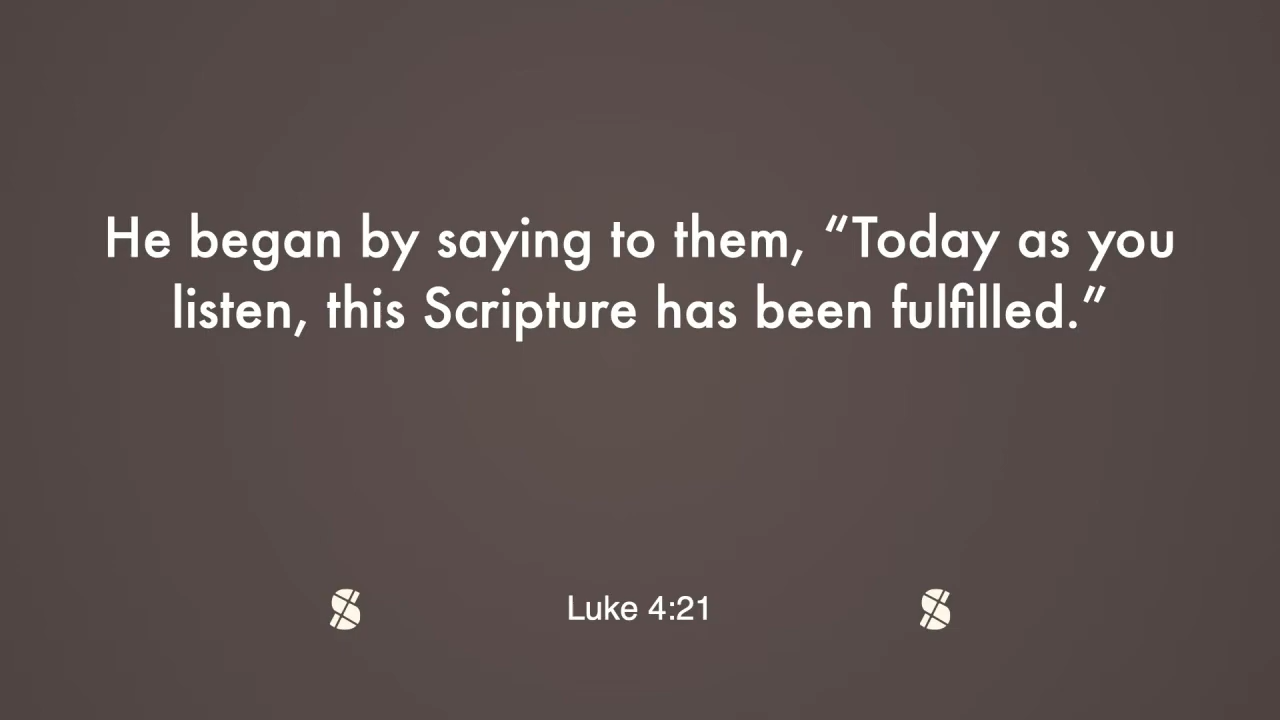 He began by saying to them, “Today as you
listen, this Scripture has been fulfilled.”
Luke 4:21